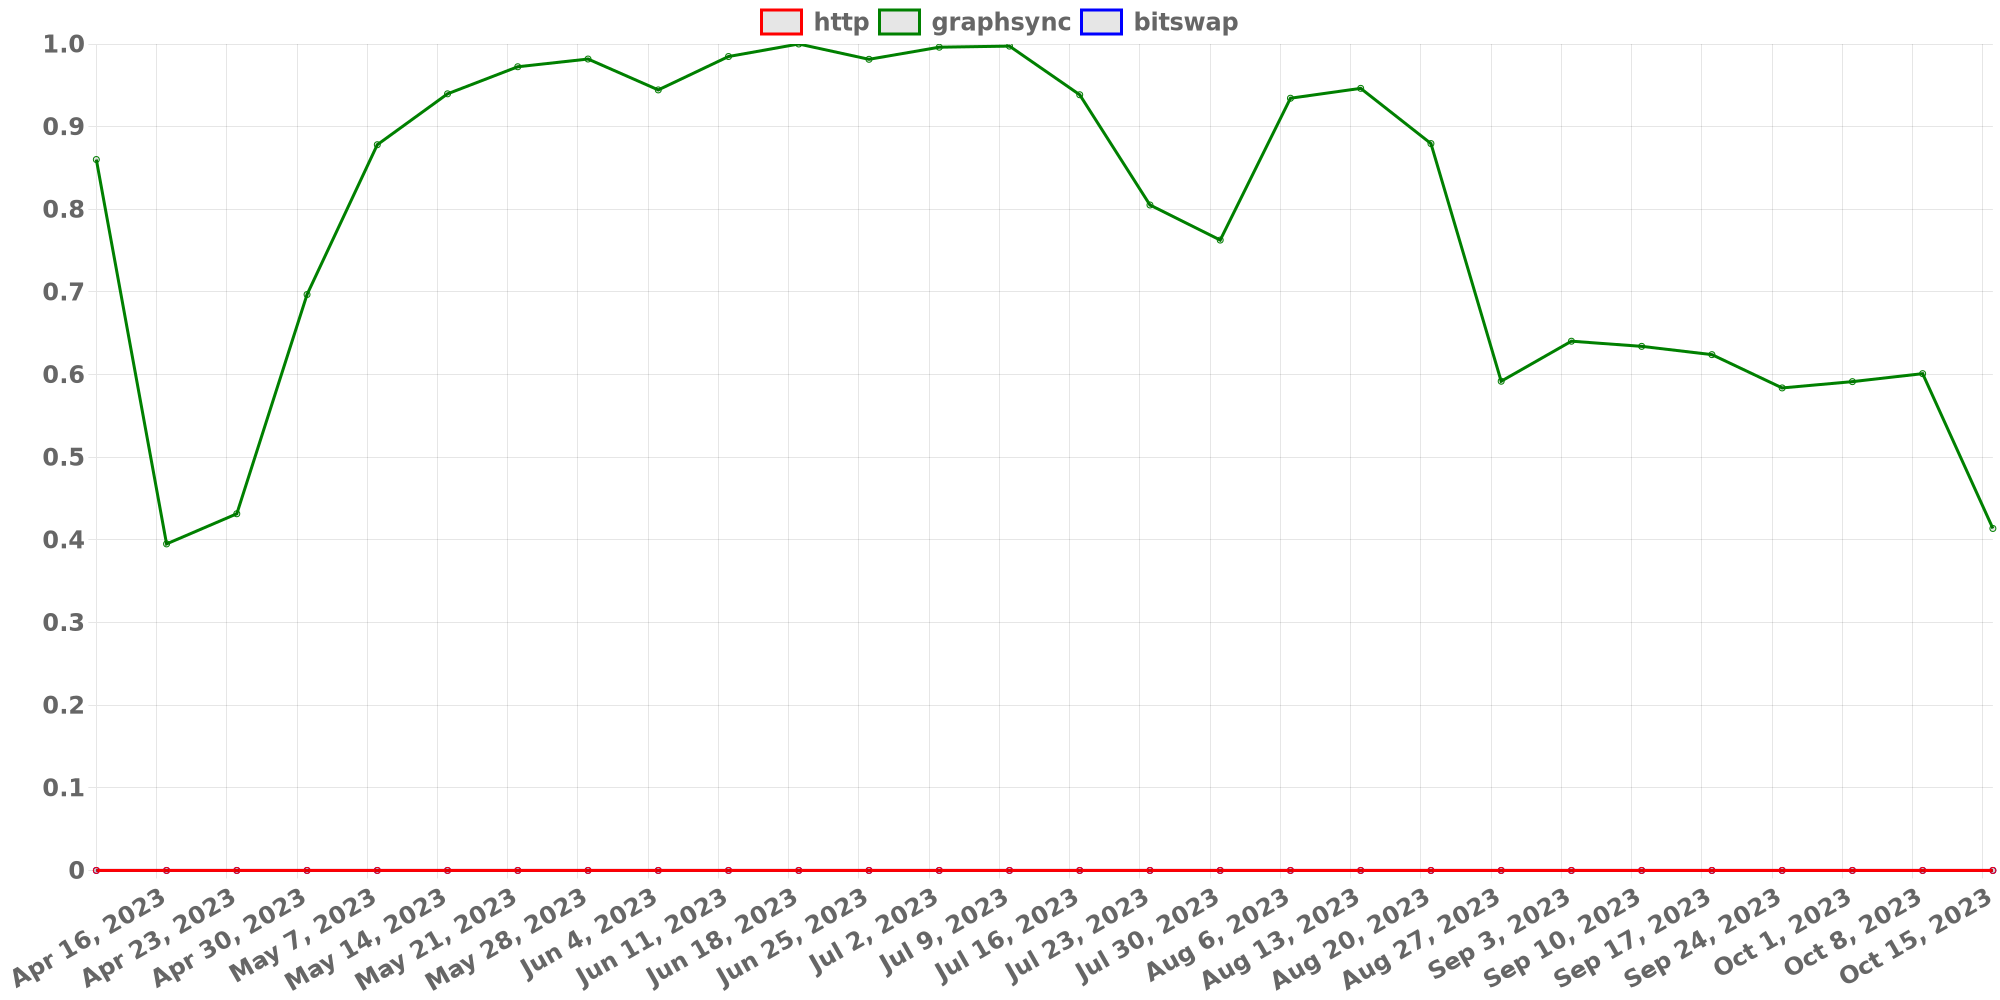 http graphsync bitswap
1.0
0.9
0.8
0.7
0.6
0.5
0.4
0.3
0.2
0.1
0
Apr 16, 2023
Apr 23, 2023
Apr 30, 2023
May 7, 2023
May 14, 2023
May 21, 2023
May 28, 2023
Jun 4, 2023
Jun 11, 2023
Jun 18, 2023
Jun 25, 2023
Jul 2, 2023
Jul 9, 2023
Jul 16, 2023
Jul 23, 2023
Jul 30, 2023
Aug 6, 2023
Aug 13, 2023
Aug 20, 2023
Aug 27, 2023
Sep 3, 2023
Sep 10, 2023
Sep 17, 2023
Sep 24, 2023
Oct 1, 2023
Oct 8, 2023
Oct 15, 2023